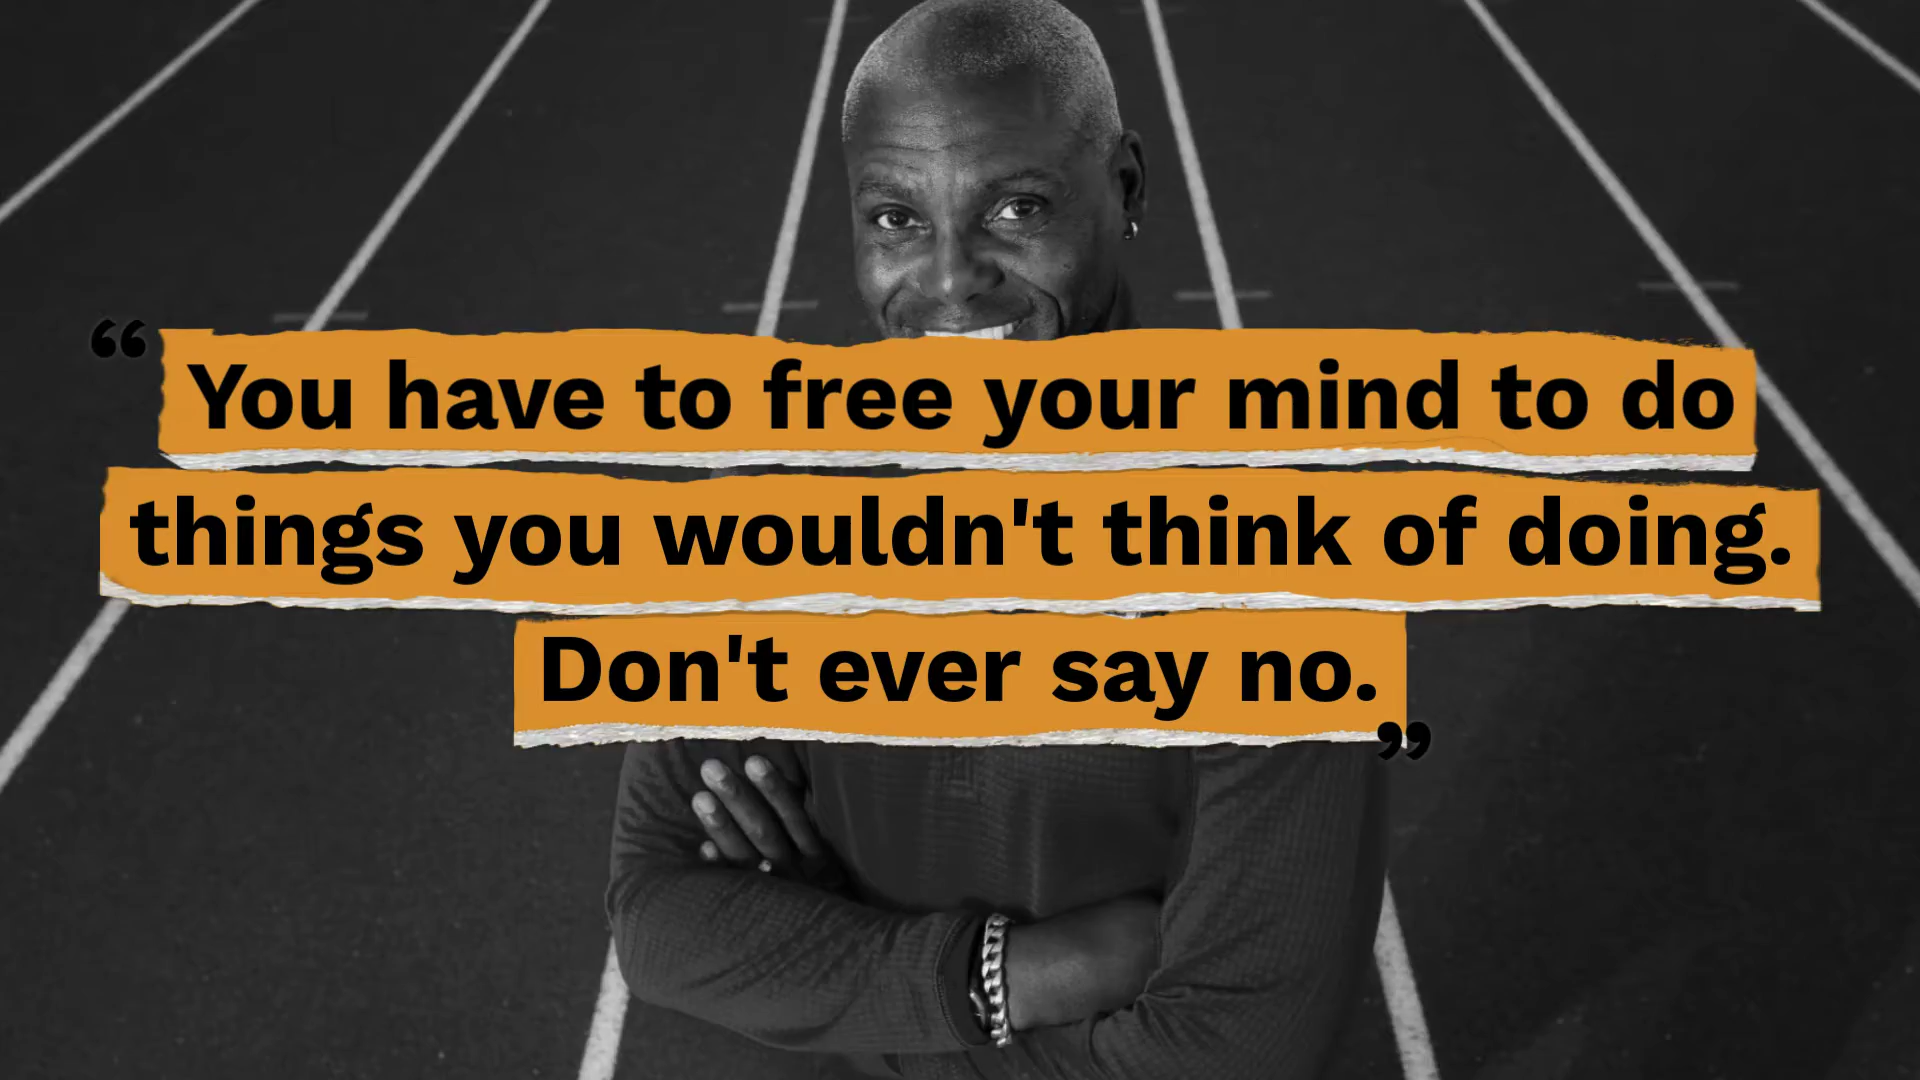 “You have to free your mind to do
things you wouldn't think of doing.
Don't ever say no.”